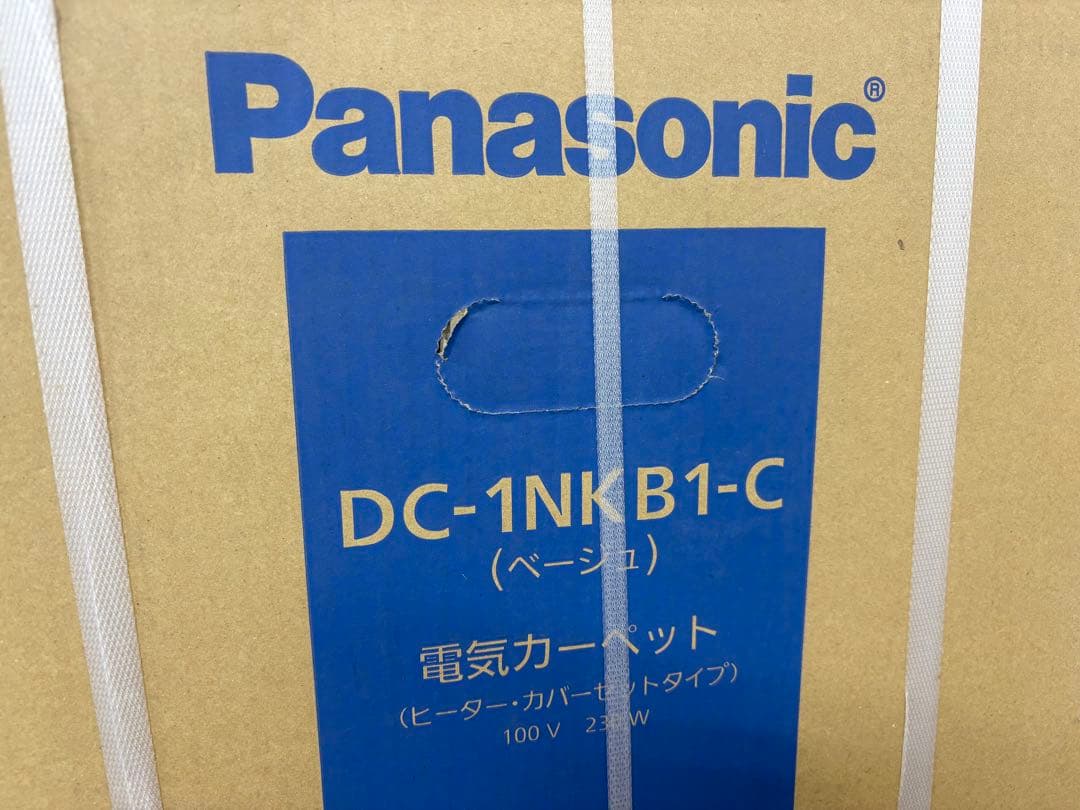 Panasonic®
DC-1NKB1-C
(ベージュ)
電気カーペット
(ヒーター・カバーセットタイプ)
100 V